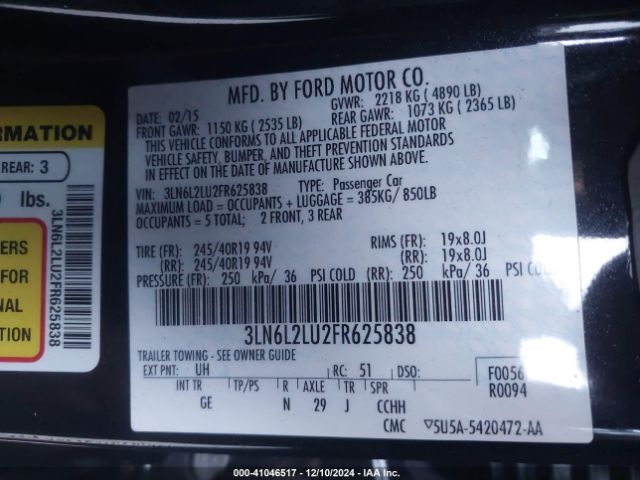 MFD. BY FORD MOTOR CO.
DATE: 02/15
GVWR: 2218 KG ( 4890 LB)
FRONT GAWR: 1150 KG ( 2535 LB)
REAR GAWR: 1073 KG ( 2365 LB)
THIS VEHICLE CONFORMS TO ALL APPLICABLE FEDERAL MOTOR
VEHICLE SAFETY, BUMPER, AND THEFT PREVENTION STANDARDS
IN EFFECT ON THE DATE OF MANUFACTURE SHOWN ABOVE.
VIN: 3LN6L2LU2FR625838 TYPE: Passenger Car
MAXIMUM LOAD = OCCUPANTS + LUGGAGE = 385KG/ 850LB
OCCUPANTS = 5 TOTAL; 2 FRONT, 3 REAR
TIRE (FR): 245/40R19 94V RIMS (FR): 19x8.0J
(RR): 245/40R19 94V (RR): 19x8.0J
PRESSURE (FR): 250 kPa/ 36 PSI COLD (RR): 250 kPa/ 36 PSI COLD
3LN6L2LU2FR625838
TRAILER TOWING - SEE OWNER GUIDE
EXT PNT: UH RC: 51 DSO: F0056
R0094
INT TR TP/PS R AXLE TR SPR
GE N 29 J CCHH
CMC 5U5A-5420472-AA
ORMATION
REAR: 3
lbs.
ERS
FOR
NAL
TION
3LN6L2LU2FR625838
000-41046517 - 12/10/2024 - IAA Inc.